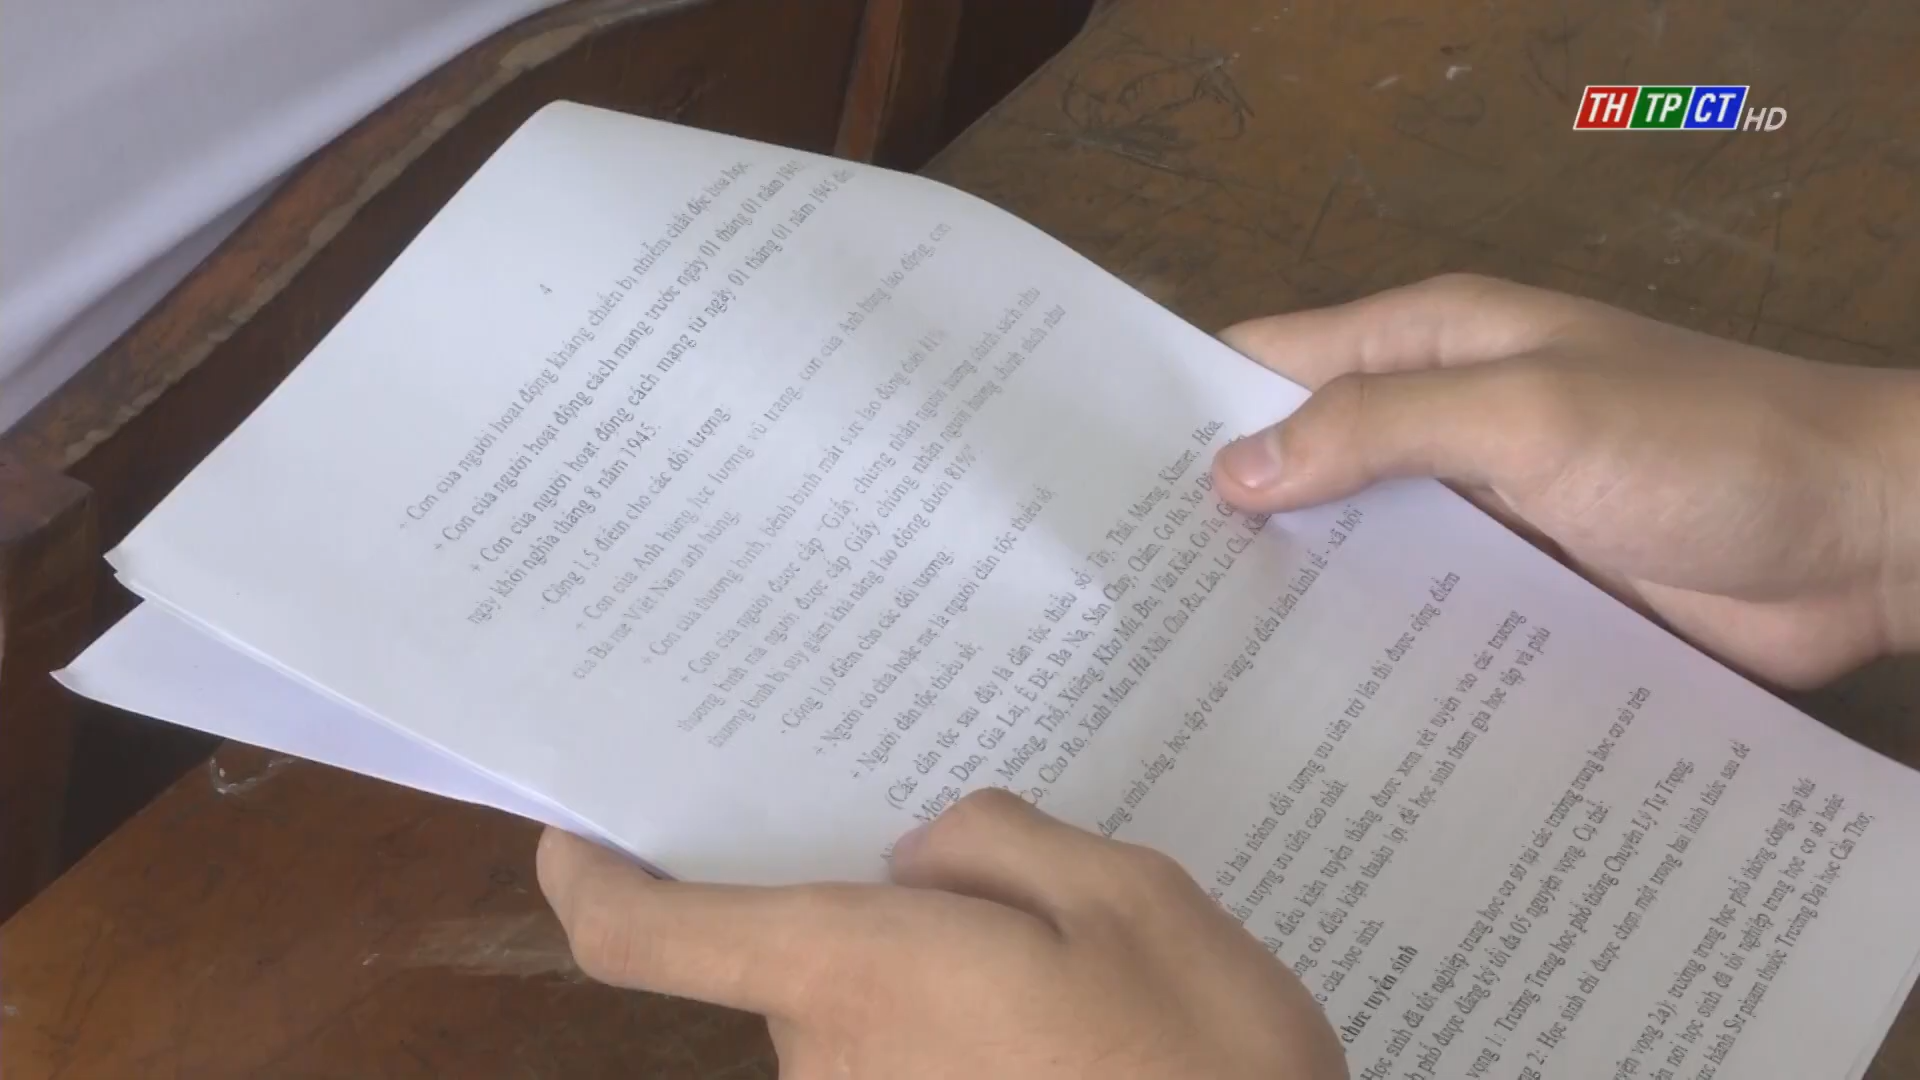 TH TP CT HD
4
+ Con của người hoạt động kháng chiến bị nhiễm chất độc hóa học.
+ Con của người hoạt động cách mạng trước ngày 01 tháng 01 năm
+ Con của người hoạt động cách mạng từ ngày 01 tháng 01 năm 1945 đến
ngày khởi nghĩa tháng 8 năm 1945.
- Cộng 1,5 điểm cho các đối tượng:
+ Con của Anh hùng lực lượng vũ trang, con của Anh hùng lao động, con
của Bà mẹ Việt Nam anh hùng.
+ Con của thương binh, bệnh binh mất sức lao động dưới 81%
+ Con của người được cấp "Giấy chứng nhận người hưởng chính sách như
thương binh mà người được cấp Giấy chứng nhận người hưởng chính sách như
thương binh bị suy giảm khả năng lao động dưới 81%"
- Cộng 1,0 điểm cho các đối tượng:
+ Người có cha hoặc mẹ là người dân tộc thiểu số;
+ Người dân tộc thiểu số;
(Các dân tộc sau đây là dân tộc thiểu số: Tày, Thái, Mường, Khmer, Hoa,
Mông, Dao, Gia Lai, Ê Đê, Ba Na, Sán Chay, Chăm, Cơ Ho, Xơ
Mnông, Thổ, Xtiêng, Khơ Mú, Bru, Vân Kiều, Cơ Tu,
Co, Chơ Ro, Xinh Mun, Hà Nhì, Chu Ru, Lào, La Chí,
đang sinh sống, học tập ở các vùng có điều kiện kinh tế - xã hội
từ hai nhóm đối tượng ưu tiên trở lên thì được cộng điểm
đối tượng ưu tiên cao nhất
điều kiện tuyển thẳng được xem xét tuyển vào các trường
có điều kiện thuận lợi để học sinh tham gia học tập và phù
của học sinh.
chức tuyển sinh
Học sinh đã tốt nghiệp trung học cơ sở tại các trường trung học cơ sở trên
phố được đăng ký tối đa 05 nguyện vọng. Cụ thể:
vọng 1: Trường Trung học phổ thông Chuyên Lý Tự Trọng.
2: Học sinh chỉ được chọn một trong hai hình thức sau để
vọng 2a): trường trung học phổ thông công lập thứ
nơi học sinh đã tốt nghiệp trung học cơ sở hoặc
hành Sư phạm thuộc Trường Đại học Cần Thơ,